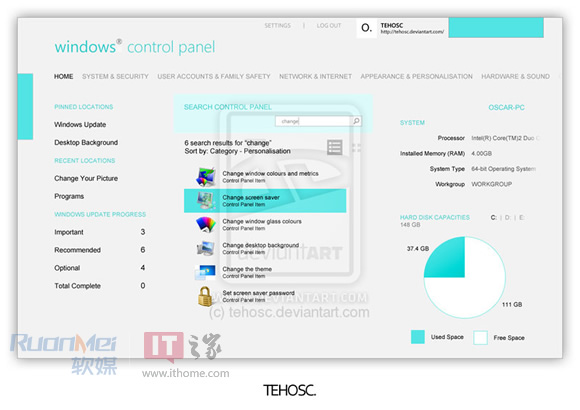 SETTINGS | LOG OUT
O. TEHOSC
http://tehosc.deviantart.com/
windows® control panel
HOME SYSTEM & SECURITY USER ACCOUNTS & FAMILY SAFETY NETWORK & INTERNET APPEARANCE & PERSONALISATION HARDWARE & SOUND
PINNED LOCATIONS
Windows Update
Desktop Background
RECENT LOCATIONS
Change Your Picture
Programs
WINDOWS UPDATE PROGRESS
Important 3
Recommended 6
Optional 4
Total Complete 0
SEARCH CONTROL PANEL
change
6 search results for "change"
Sort by: Category - Personalisation
Change window colours and metrics
Control Panel Item
Change screen saver
Control Panel Item
Change window glass colours
Control Panel Item
Change desktop background
Control Panel Item
Change the theme
Control Panel Item
Set screen saver password
Control Panel Item
OSCAR-PC
SYSTEM
Processor Intel(R) Core(TM)2 Duo
Installed Memory (RAM) 4.00GB
System Type 64-bit Operating System
Workgroup WORKGROUP
HARD DISK CAPACITIES C: | D: | E:
148 GB
37.4 GB
111 GB
Used Space Free Space
deviantART
DEVIANTART.COM
(c) tehosc.deviantart.com
RuanMei
软媒
IT之家
www.ithome.com
TEHOSC.